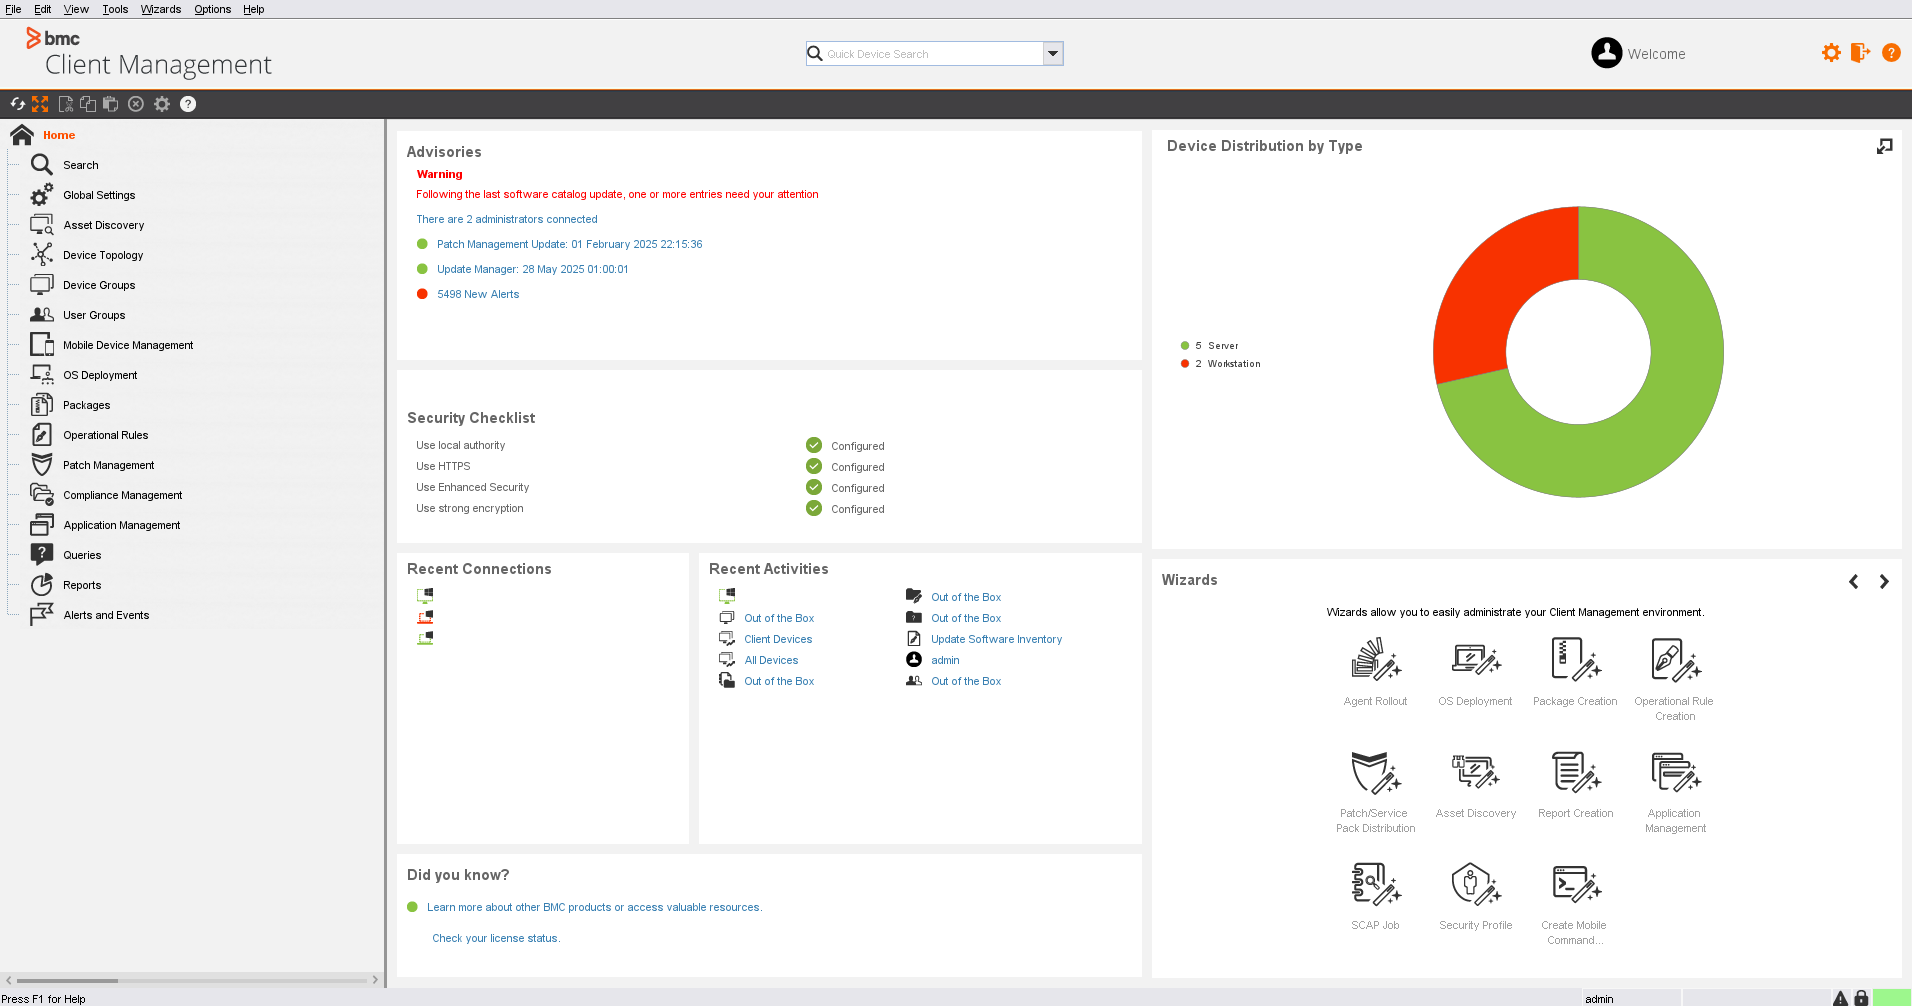 File Edit View Tools Wizards Options Help
bmc
Client Management
Quick Device Search
Welcome
Home
Search
Global Settings
Asset Discovery
Device Topology
Device Groups
User Groups
Mobile Device Management
OS Deployment
Packages
Operational Rules
Patch Management
Compliance Management
Application Management
Queries
Reports
Alerts and Events
Advisories
Warning
Following the last software catalog update, one or more entries need your attention
There are 2 administrators connected
Patch Management Update: 01 February 2025 22:15:36
Update Manager: 28 May 2025 01:00:01
5498 New Alerts
Security Checklist
Use local authority Configured
Use HTTPS Configured
Use Enhanced Security Configured
Use strong encryption Configured
Recent Connections
Recent Activities
Out of the Box
Out of the Box Out of the Box
Client Devices Update Software Inventory
All Devices admin
Out of the Box Out of the Box
Did you know?
Learn more about other BMC products or access valuable resources.
Check your license status.
Device Distribution by Type
5 Server
2 Workstation
Wizards
Wizards allow you to easily administrate your Client Management environment.
Agent Rollout OS Deployment Package Creation Operational Rule
Creation
Patch/Service Asset Discovery Report Creation Application
Pack Distribution Management
SCAP Job Security Profile Create Mobile
Command...
Press F1 for Help
admin